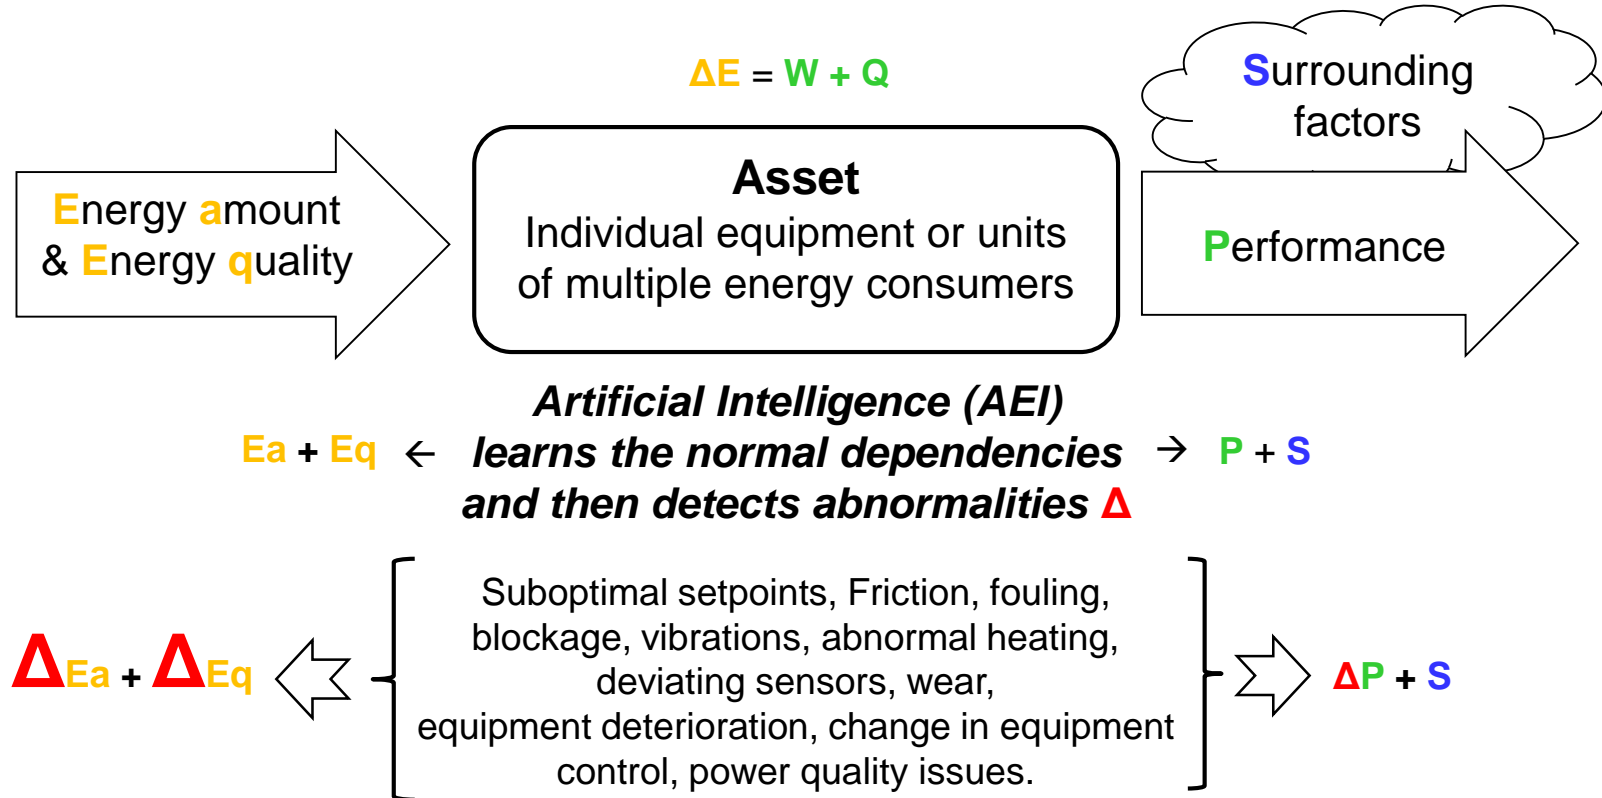 ΔE = W + Q
Surrounding
factors
Energy amount
& Energy quality
Asset
Individual equipment or units
of multiple energy consumers
Performance
Artificial Intelligence (AEI)
Ea + Eq ← learns the normal dependencies → P + S
and then detects abnormalities Δ
Suboptimal setpoints, Friction, fouling,
blockage, vibrations, abnormal heating,
deviating sensors, wear,
equipment deterioration, change in equipment
control, power quality issues.
ΔEa + ΔEq
ΔP + S